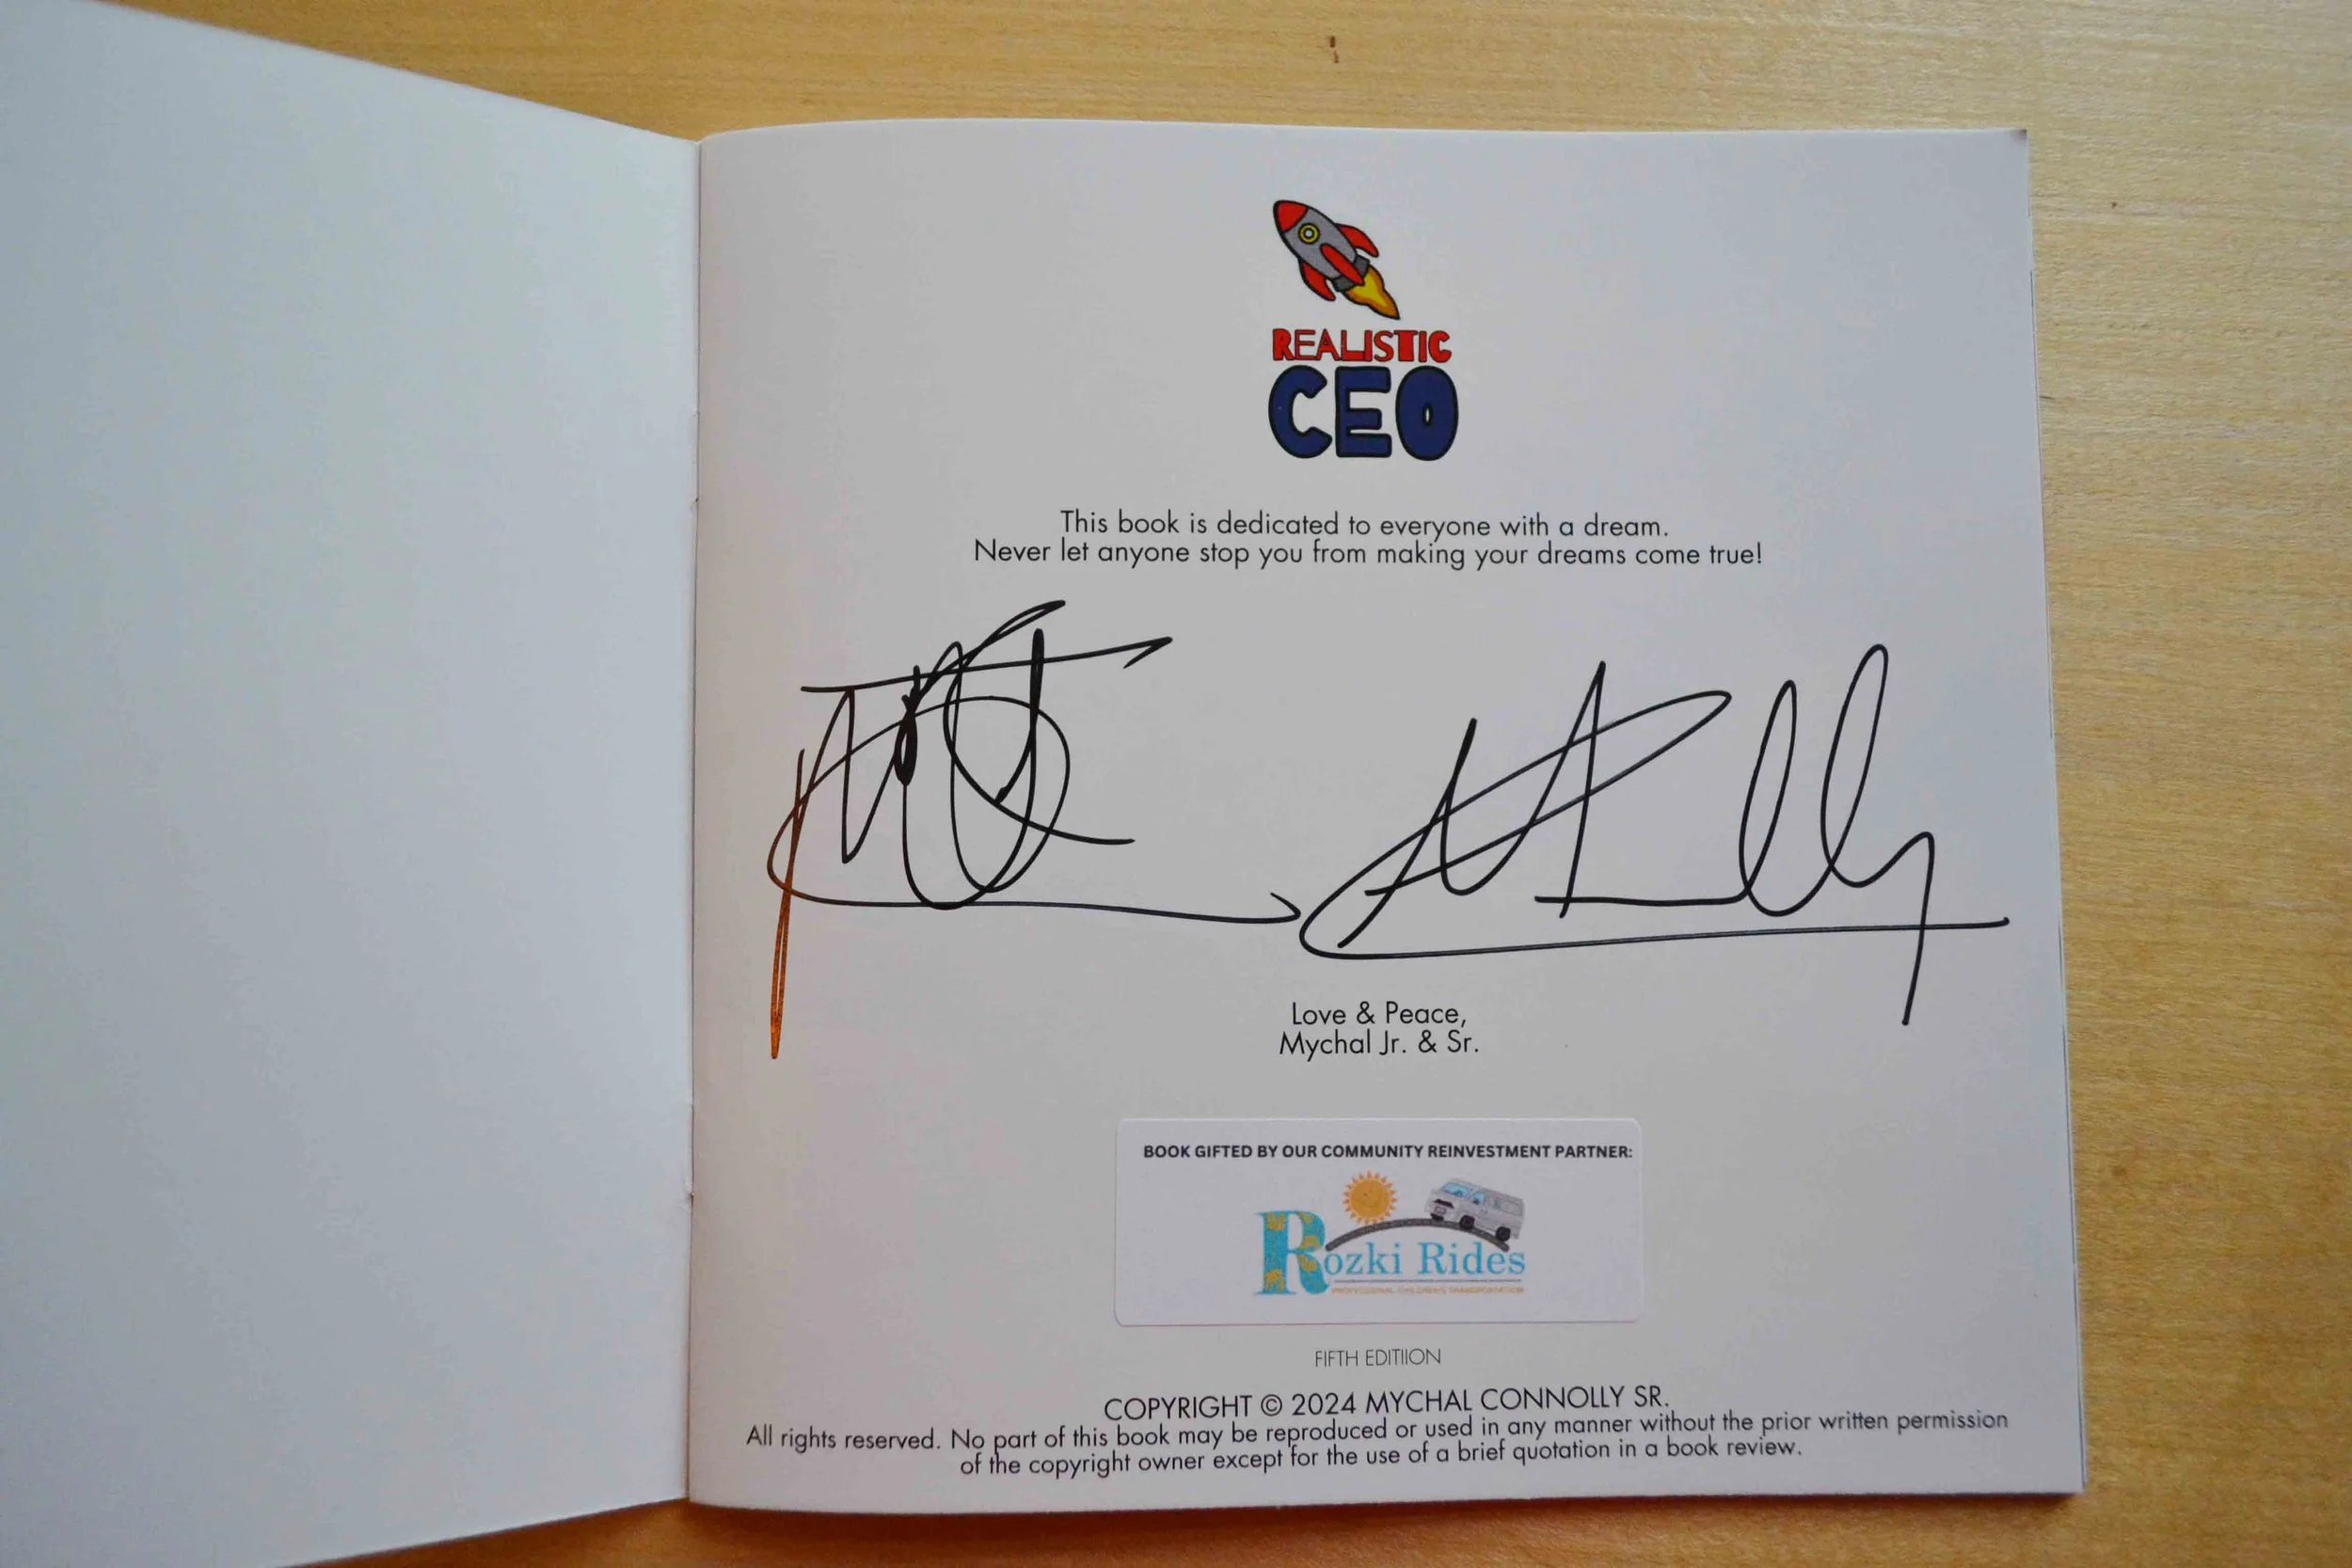 REALISTIC
CEO
This book is dedicated to everyone with a dream.
Never let anyone stop you from making your dreams come true!
Love & Peace,
Mychal Jr. & Sr.
BOOK GIFTED BY OUR COMMUNITY REINVESTMENT PARTNER:
Rozki Rides
PROFESSIONAL CHILDREN'S TRANSPORTATION
FIFTH EDITIION
COPYRIGHT © 2024 MYCHAL CONNOLLY SR.
All rights reserved. No part of this book may be reproduced or used in any manner without the prior written permission
of the copyright owner except for the use of a brief quotation in a book review.